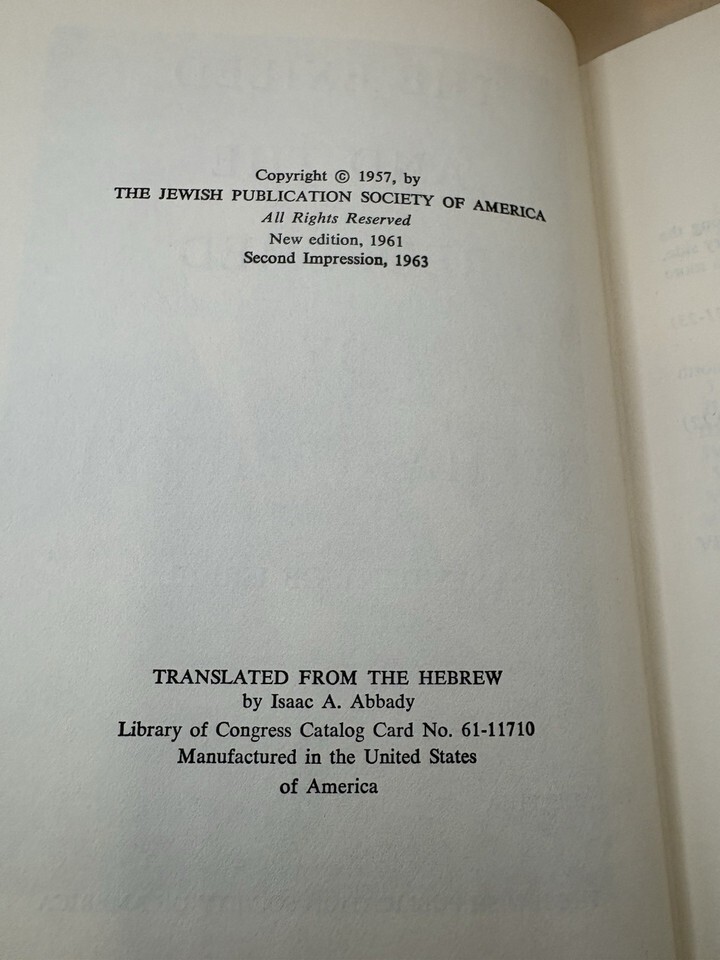 Copyright © 1957, by
THE JEWISH PUBLICATION SOCIETY OF AMERICA
All Rights Reserved
New edition, 1961
Second Impression, 1963
TRANSLATED FROM THE HEBREW
by Isaac A. Abbady
Library of Congress Catalog Card No. 61-11710
Manufactured in the United States
of America